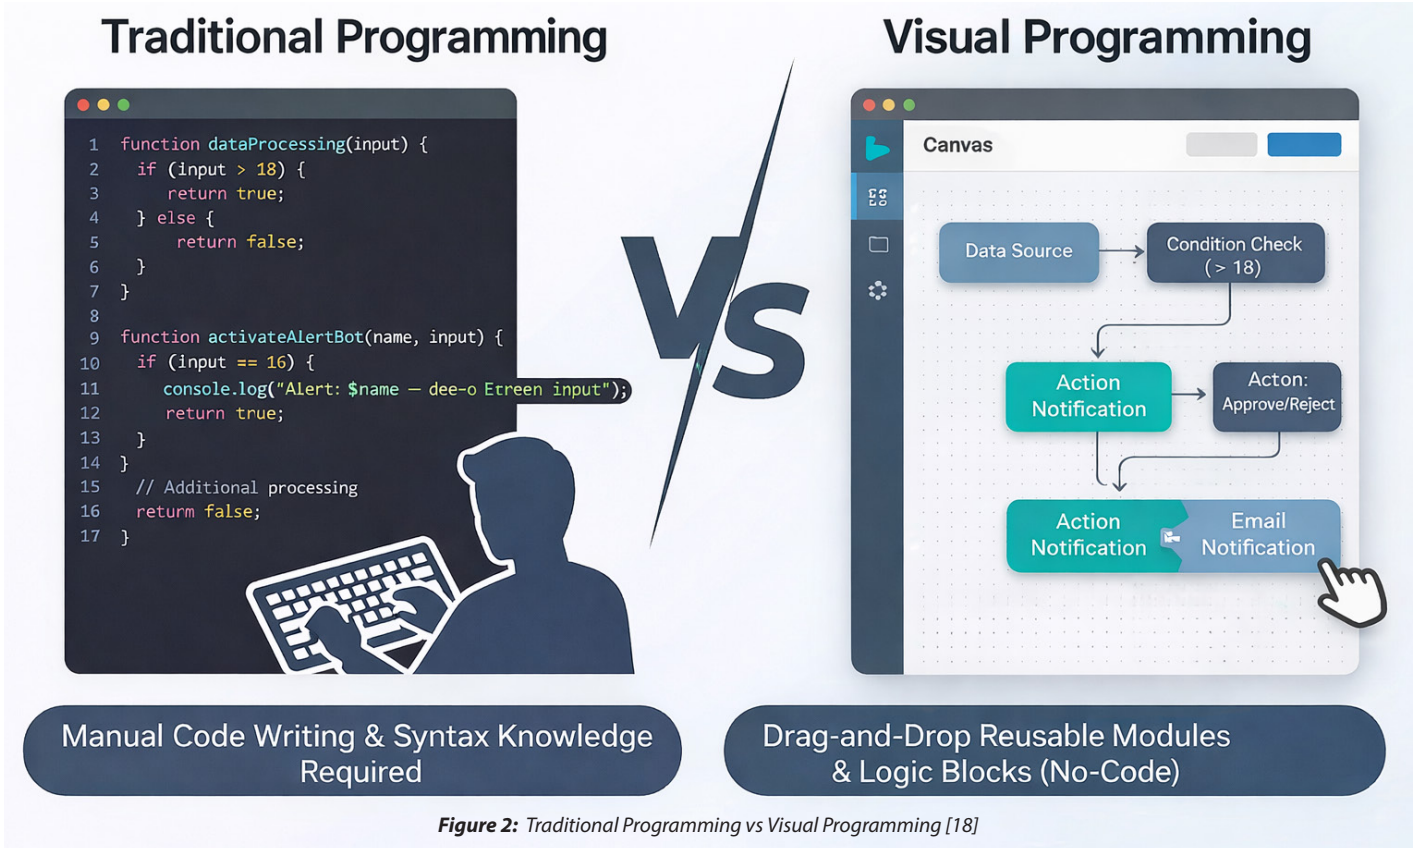 Traditional Programming
1 function dataProcessing(input) {
2 if (input > 18) {
3 return true;
4 } else {
5 return false;
6 }
7 }
8
9 function activateAlertBot(name, input) {
10 if (input == 16) {
11 console.log("Alert: $name — dee-o Etreen input");
12 return true;
13 }
14 }
15 // Additional processing
16 returm false;
17 }
Manual Code Writing & Syntax Knowledge
Required
VS
Visual Programming
Canvas
Data Source
Condition Check
( > 18)
Action
Notification
Acton:
Approve/Reject
Action
Notification
Email
Notification
Drag-and-Drop Reusable Modules
& Logic Blocks (No-Code)
Figure 2: Traditional Programming vs Visual Programming [18]